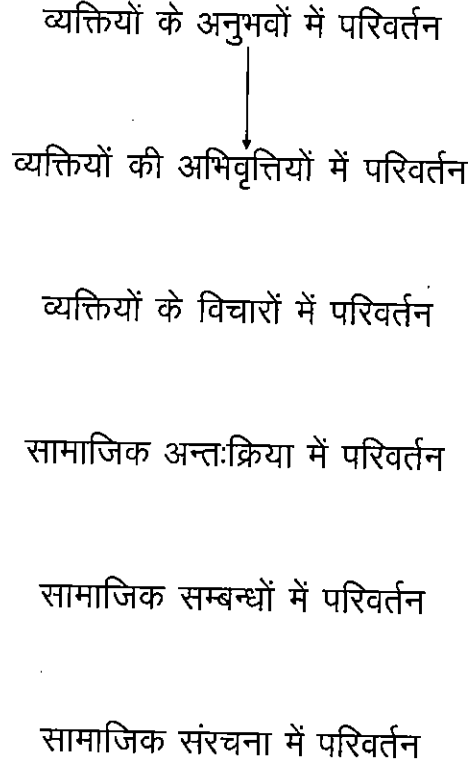 व्यक्तियों के अनुभवों में परिवर्तन
व्यक्तियों की अभिवृत्तियों में परिवर्तन
व्यक्तियों के विचारों में परिवर्तन
सामाजिक अन्तःक्रिया में परिवर्तन
सामाजिक सम्बन्धों में परिवर्तन
सामाजिक संरचना में परिवर्तन